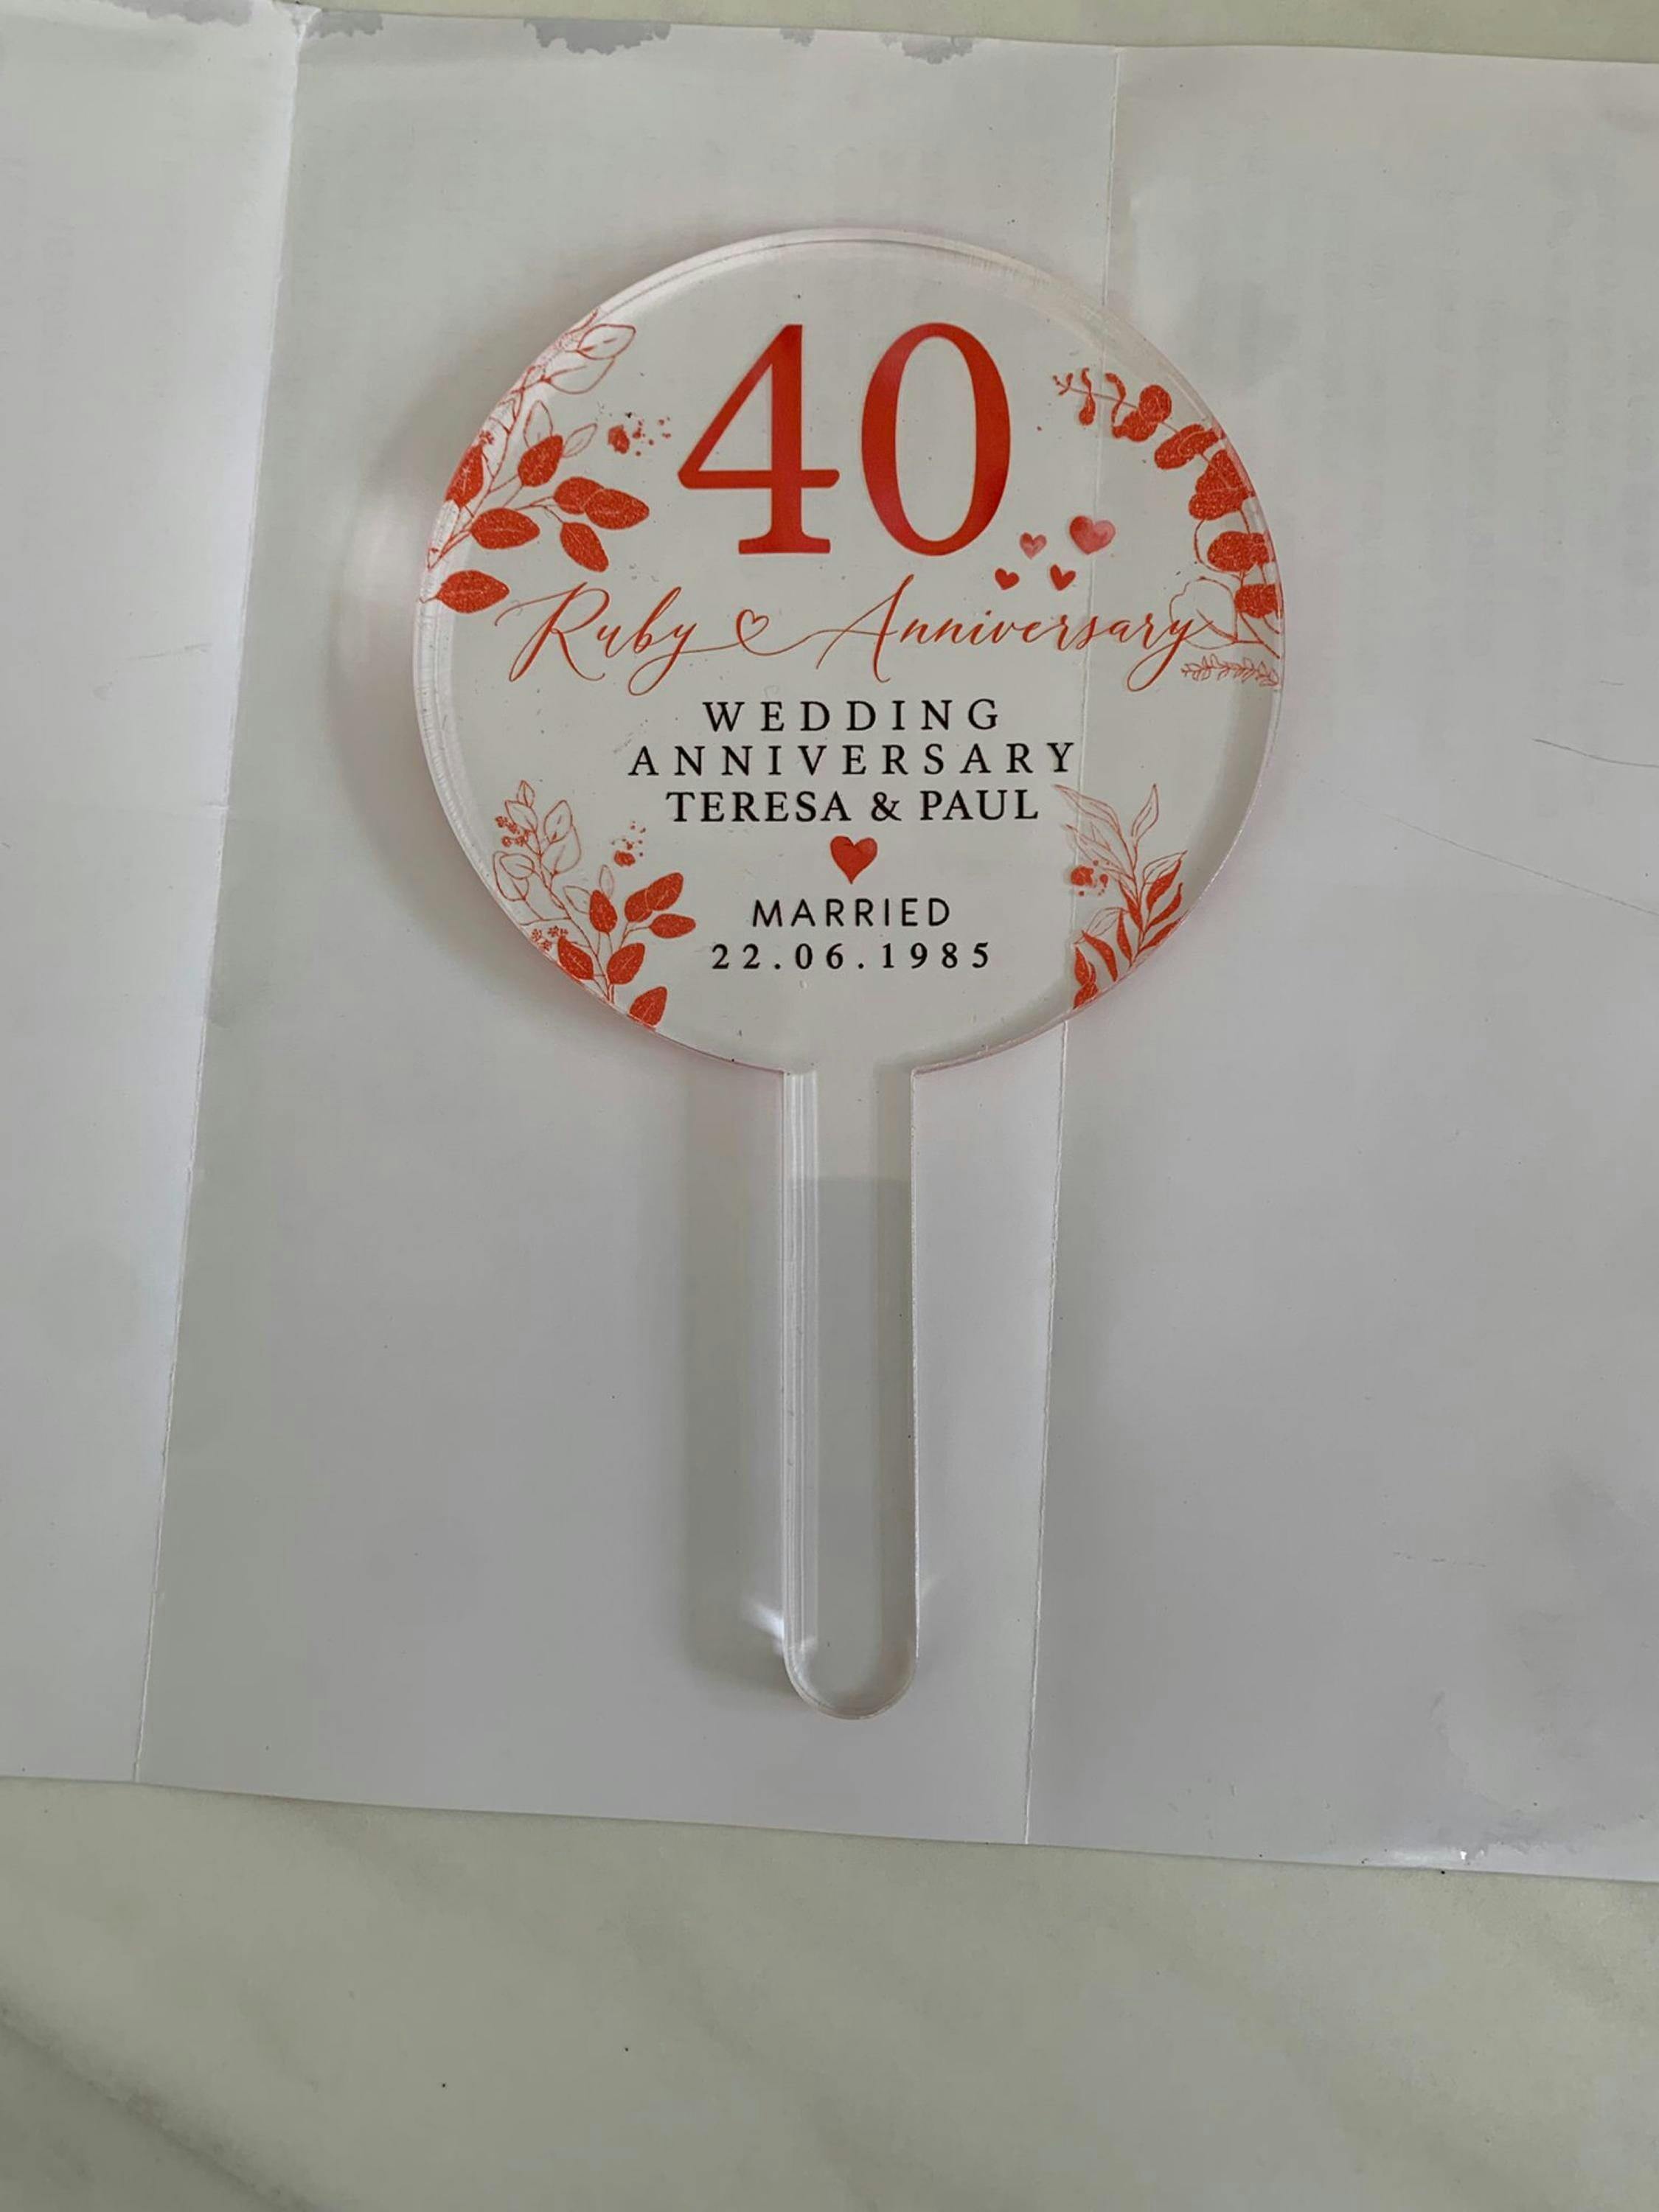 40
Ruby Anniversary
WEDDING
ANNIVERSARY
TERESA & PAUL
MARRIED
22.06.1985